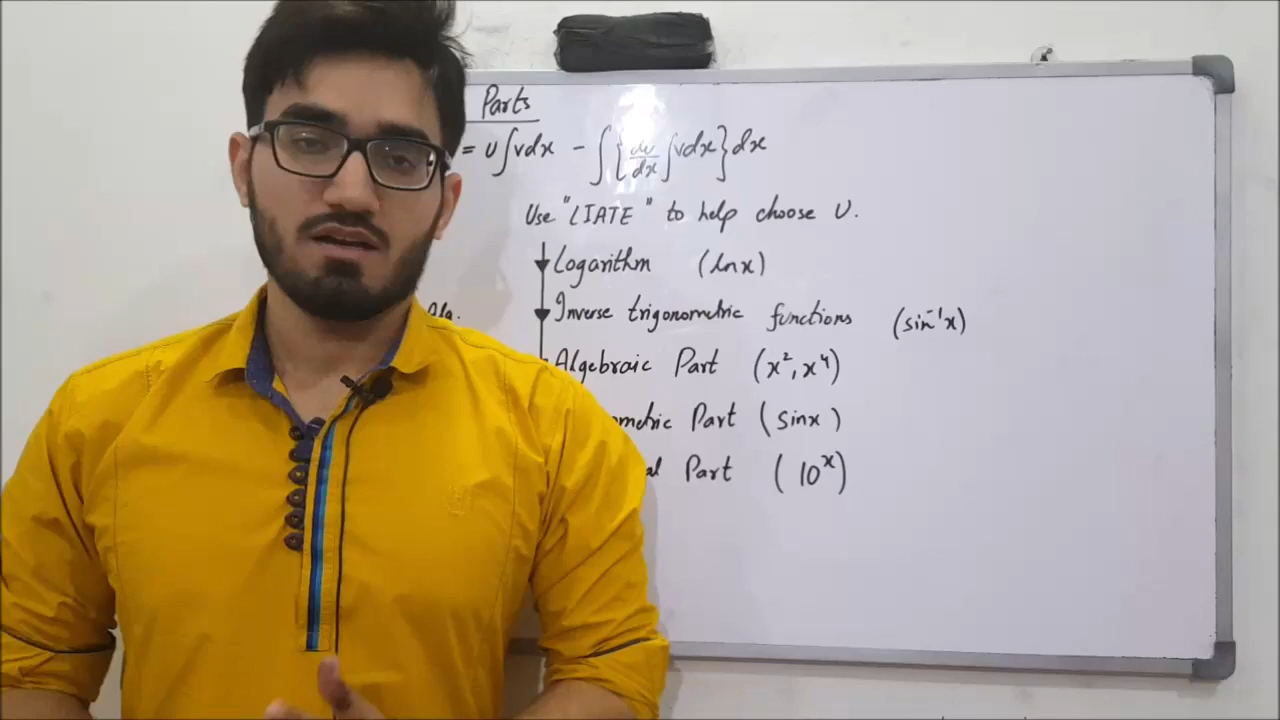 Parts
= U∫vdx - ∫{du/dx ∫vdx}dx
Use "LIATE" to help choose U.
Logarithm (lnx)
Alg.
Inverse trigonometric functions (sin⁻¹x)
Algebraic Part (x², x⁴)
Part (sinx)
Part (10ˣ)